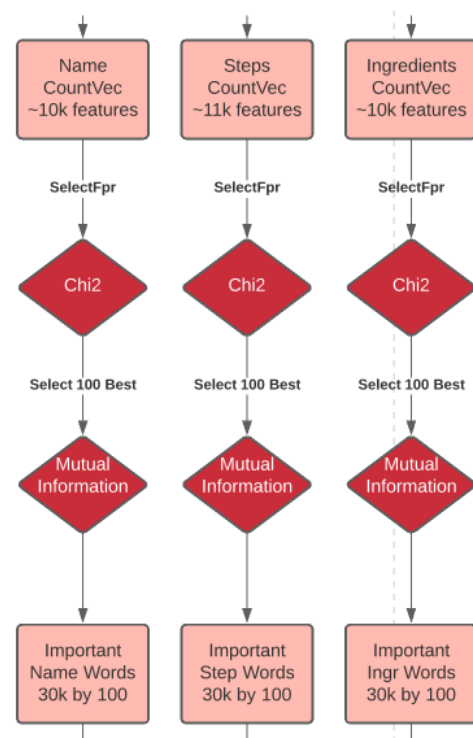 Name
CountVec
~10k features
Steps
CountVec
~11k features
Ingredients
CountVec
~10k features
SelectFpr
SelectFpr
SelectFpr
Chi2
Chi2
Chi2
Select 100 Best
Select 100 Best
Select 100 Best
Mutual
Information
Mutual
Information
Mutual
Information
Important
Name Words
30k by 100
Important
Step Words
30k by 100
Important
Ingr Words
30k by 100